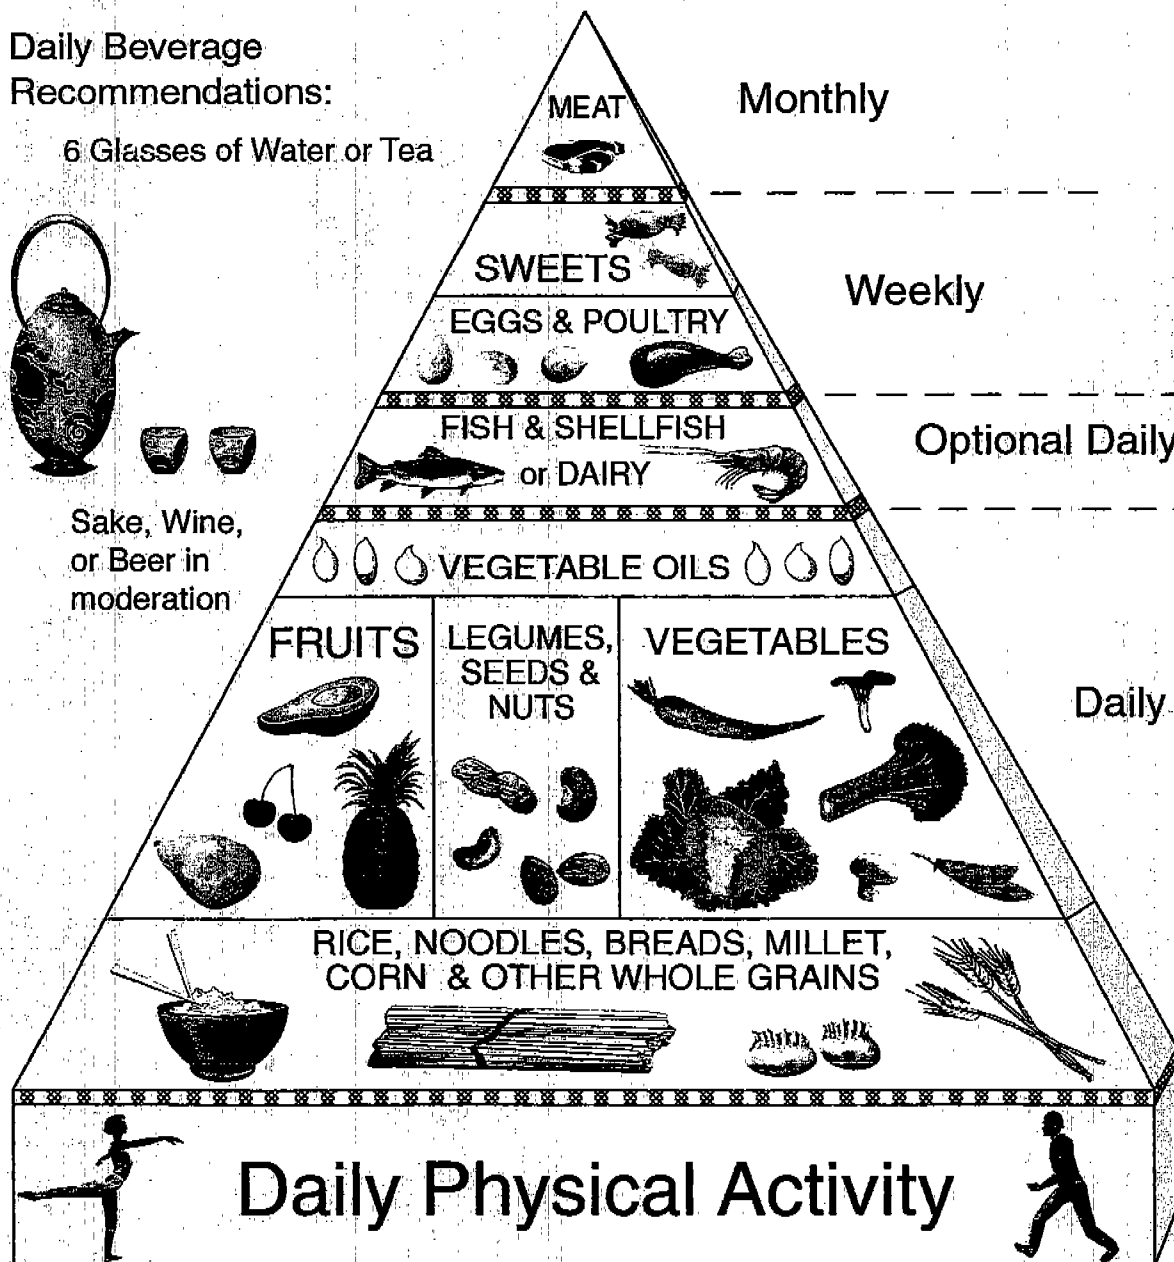 Daily Beverage
Recommendations:
6 Glasses of Water or Tea
Sake, Wine,
or Beer in
moderation
MEAT
Monthly
SWEETS
Weekly
EGGS & POULTRY
FISH & SHELLFISH
or DAIRY
Optional Daily
VEGETABLE OILS
FRUITS
LEGUMES,
SEEDS &
NUTS
VEGETABLES
Daily
RICE, NOODLES, BREADS, MILLET,
CORN & OTHER WHOLE GRAINS
Daily Physical Activity